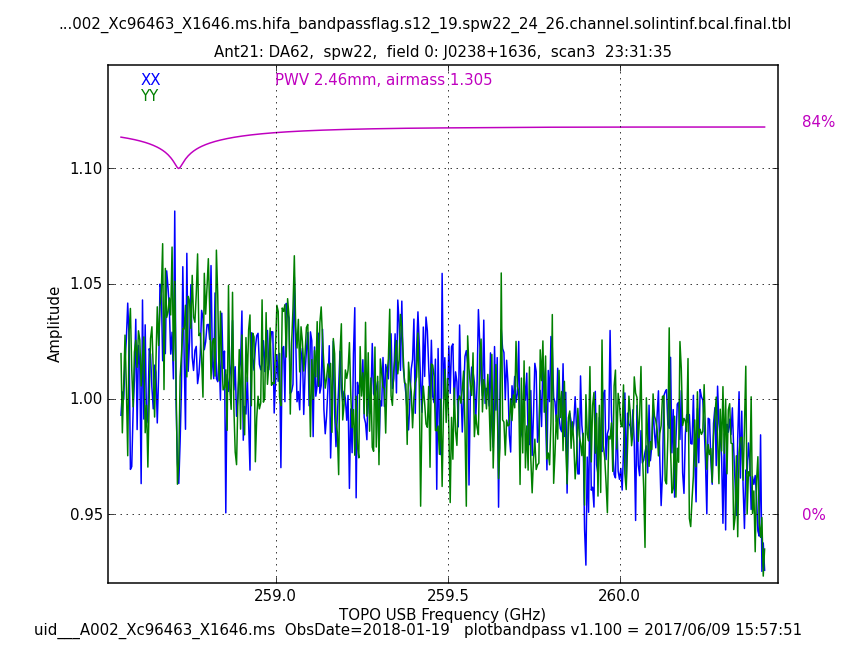 ...002_Xc96463_X1646.ms.hifa_bandpassflag.s12_19.spw22_24_26.channel.solintinf.bcal.final.tbl
Ant21: DA62, spw22, field 0: J0238+1636, scan3 23:31:35
XX
PWV 2.46mm, airmass 1.305
YY
84%
1.10
1.05
Amplitude
1.00
0.95
0%
259.0
259.5
260.0
TOPO USB Frequency (GHz)
uid___A002_Xc96463_X1646.ms ObsDate=2018-01-19 plotbandpass v1.100 = 2017/06/09 15:57:51